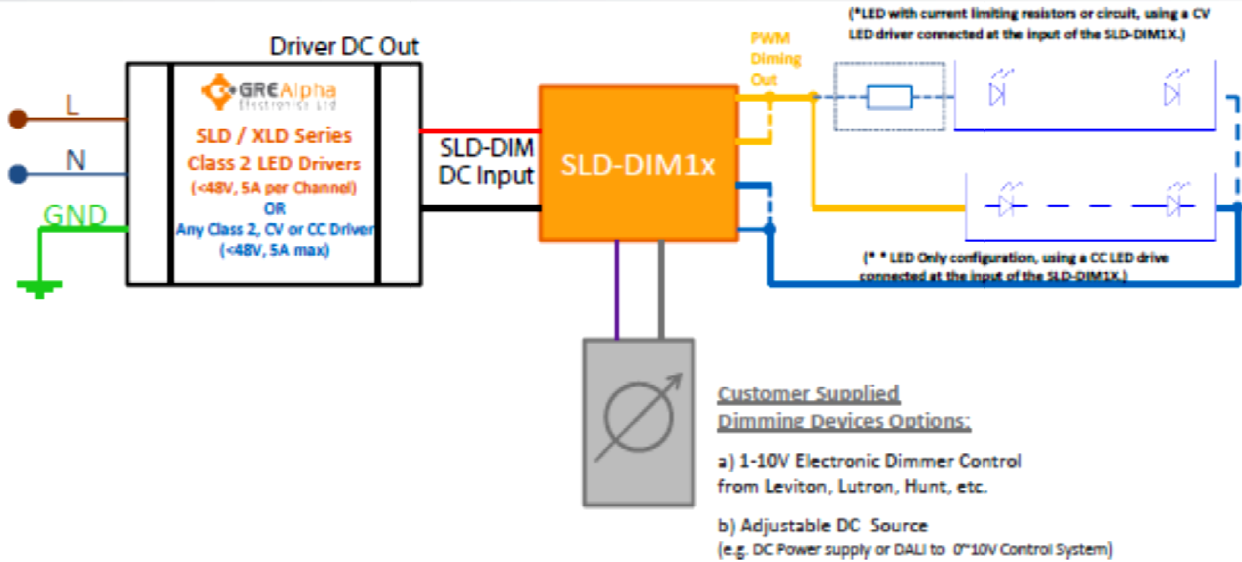 (*LED with current limiting resistors or circuit, using a CV
LED driver connected at the input of the SLD-DIM1X.)
Driver DC Out
PWM
Diming
Out
GREAlpha
Electronics Ltd
L
SLD / XLD Series
Class 2 LED Drivers
(<48V, 5A per Channel)
OR
Any Class 2, CV or CC Driver
(<48V, 5A max)
N
GND
SLD-DIM
DC Input
SLD-DIM1x
(* * LED Only configuration, using a CC LED drive
connected at the input of the SLD-DIM1X.)
Customer Supplied
Dimming Devices Options:
a) 1-10V Electronic Dimmer Control
from Leviton, Lutron, Hunt, etc.
b) Adjustable DC Source
(e.g. DC Power supply or DALI to 0~10V Control System)